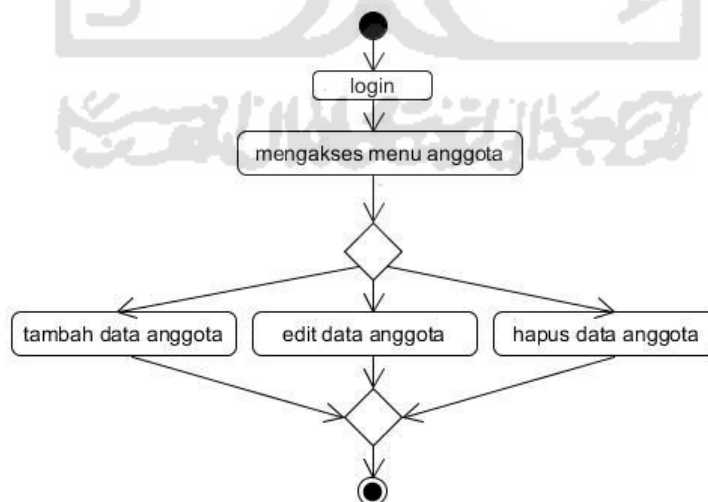 login
mengakses menu anggota
tambah data anggota
edit data anggota
hapus data anggota